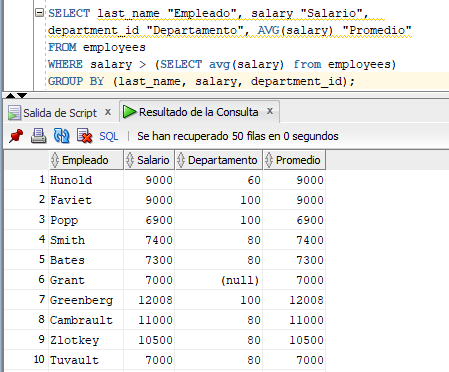 SELECT last_name "Empleado", salary "Salario",
department_id "Departamento", AVG(salary) "Promedio"
FROM employees
WHERE salary > (SELECT avg(salary) from employees)
GROUP BY (last_name, salary, department_id);
Salida de Script x Resultado de la Consulta x
SQL | Se han recuperado 50 filas en 0 segundos
Empleado Salario Departamento Promedio
1 Hunold 9000 60 9000
2 Faviet 9000 100 9000
3 Popp 6900 100 6900
4 Smith 7400 80 7400
5 Bates 7300 80 7300
6 Grant 7000 (null) 7000
7 Greenberg 12008 100 12008
8 Cambrault 11000 80 11000
9 Zlotkey 10500 80 10500
10 Tuvault 7000 80 7000